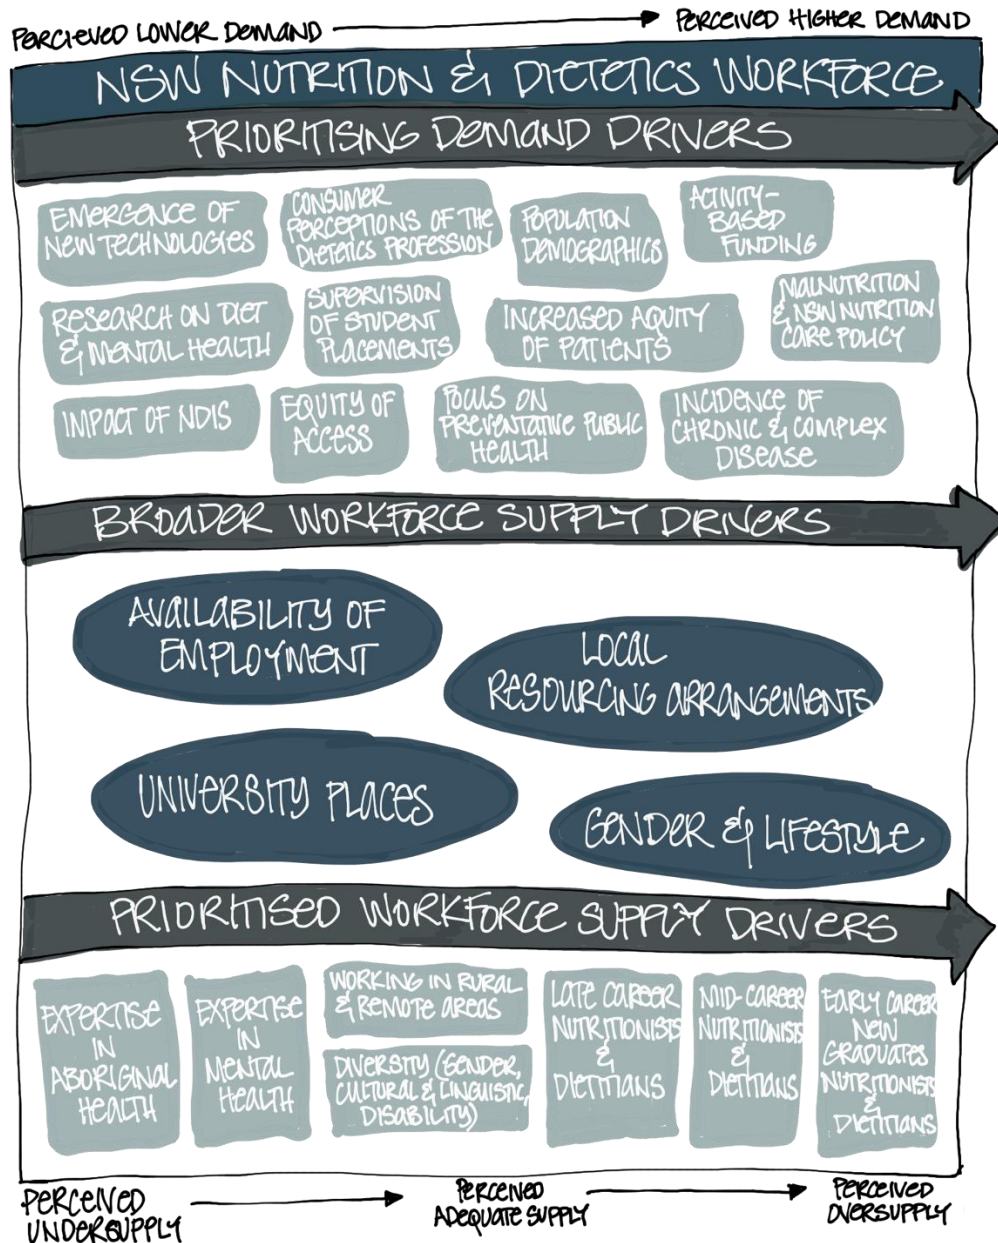 PERCIEVED LOWER DEMAND
PERCEIVED HIGHER DEMAND
NSW NUTRITION & DIETETICS WORKFORCE
PRIORITISING DEMAND DRIVERS
EMERGENCE OF
NEW TECHNOLOGIES
CONSUMER
PERCEPTIONS OF THE
DIETETICS PROFESSION
POPULATION
DEMOGRAPHICS
ACTIVITY-
BASED
FUNDING
RESEARCH ON DIET
& MENTAL HEALTH
SUPERVISION
OF STUDENT
PLACEMENTS
INCREASED AQUITY
OF PATIENTS
MALNUTRITION
& NSW NUTRITION
CARE POLICY
IMPACT OF NDIS
EQUITY OF
ACCESS
FOCUS ON
PREVENTATIVE PUBLIC
HEALTH
INCIDENCE OF
CHRONIC & COMPLEX
DISEASE
BROADER WORKFORCE SUPPLY DRIVERS
AVAILABILITY OF
EMPLOYMENT
LOCAL
RESOURCING ARRANGEMENTS
UNIVERSITY PLACES
GENDER & LIFESTYLE
PRIORITISED WORKFORCE SUPPLY DRIVERS
EXPERTISE
IN
ABORIGINAL
HEALTH
EXPERTISE
IN
MENTAL
HEALTH
WORKING IN RURAL
& REMOTE AREAS
DIVERSITY (GENDER,
CULTURAL & LINGUISTIC,
DISABILITY)
LATE CAREER
NUTRITIONISTS
&
DIETITIANS
MID-CAREER
NUTRITIONISTS
&
DIETITIANS
EARLY CAREER
NEW
GRADUATES
NUTRITIONISTS
&
DIETITIANS
PERCEIVED
UNDERSUPPLY
PERCEIVED
ADEQUATE SUPPLY
PERCEIVED
OVERSUPPLY